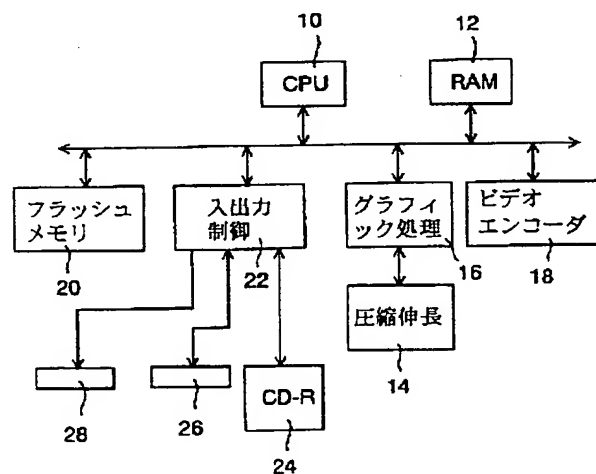 10
12
CPU
RAM
フラッシュ
メモリ
入出力
制御
グラフィ
ック処理
ビデオ
エンコーダ
20
22
16
18
圧縮伸長
14
28
26
CD-R
24